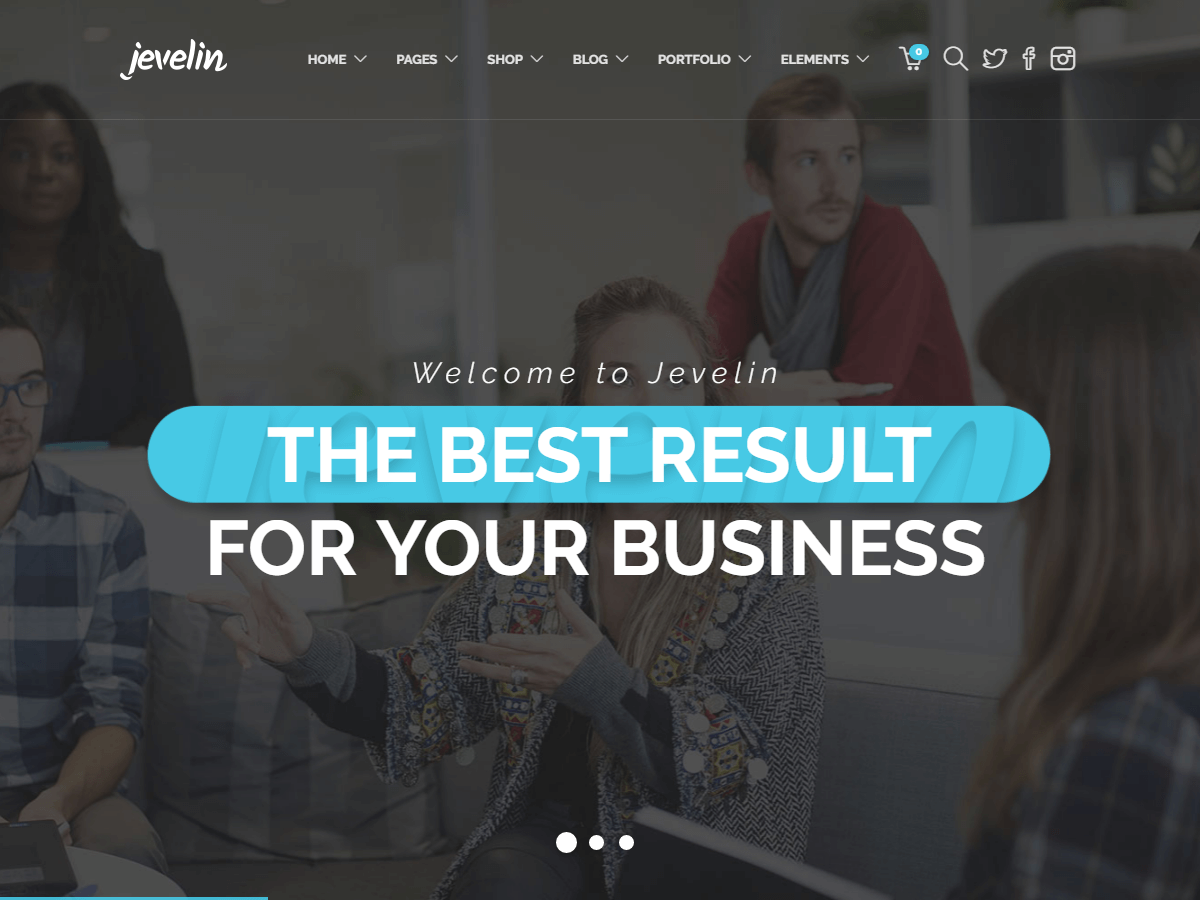 jevelin
HOME PAGES SHOP BLOG PORTFOLIO ELEMENTS 0
Welcome to Jevelin
THE BEST RESULT
FOR YOUR BUSINESS